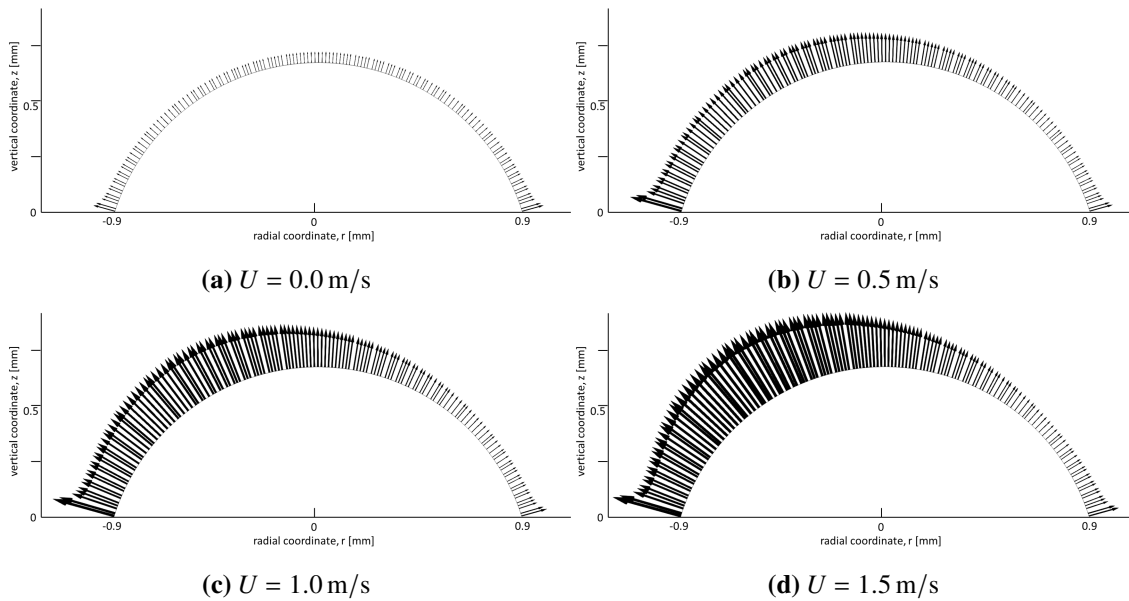 vertical coordinate, z [mm]
0.5
0
-0.9
0
0.9
radial coordinate, r [mm]
(a) U = 0.0 m/s
vertical coordinate, z [mm]
0.5
0
-0.9
0
0.9
radial coordinate, r [mm]
(b) U = 0.5 m/s
vertical coordinate, z [mm]
0.5
0
-0.9
0
0.9
radial coordinate, r [mm]
(c) U = 1.0 m/s
vertical coordinate, z [mm]
0.5
0
-0.9
0
0.9
radial coordinate, r [mm]
(d) U = 1.5 m/s